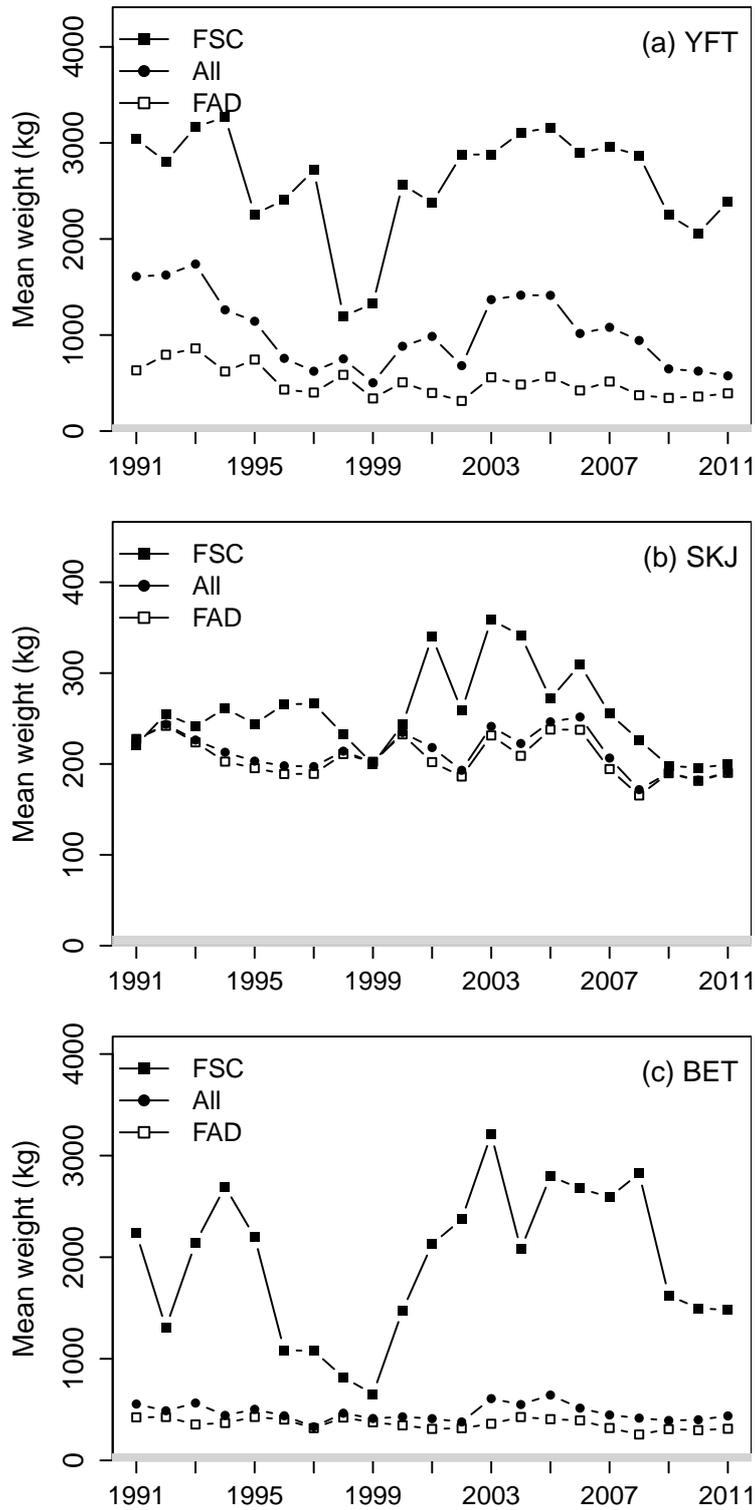 (a) YFT
FSC
All
FAD
Mean weight (kg)
4000
3000
2000
1000
0
1991 1995 1999 2003 2007 2011
(b) SKJ
FSC
All
FAD
Mean weight (kg)
400
300
200
100
0
1991 1995 1999 2003 2007 2011
(c) BET
FSC
All
FAD
Mean weight (kg)
4000
3000
2000
1000
0
1991 1995 1999 2003 2007 2011